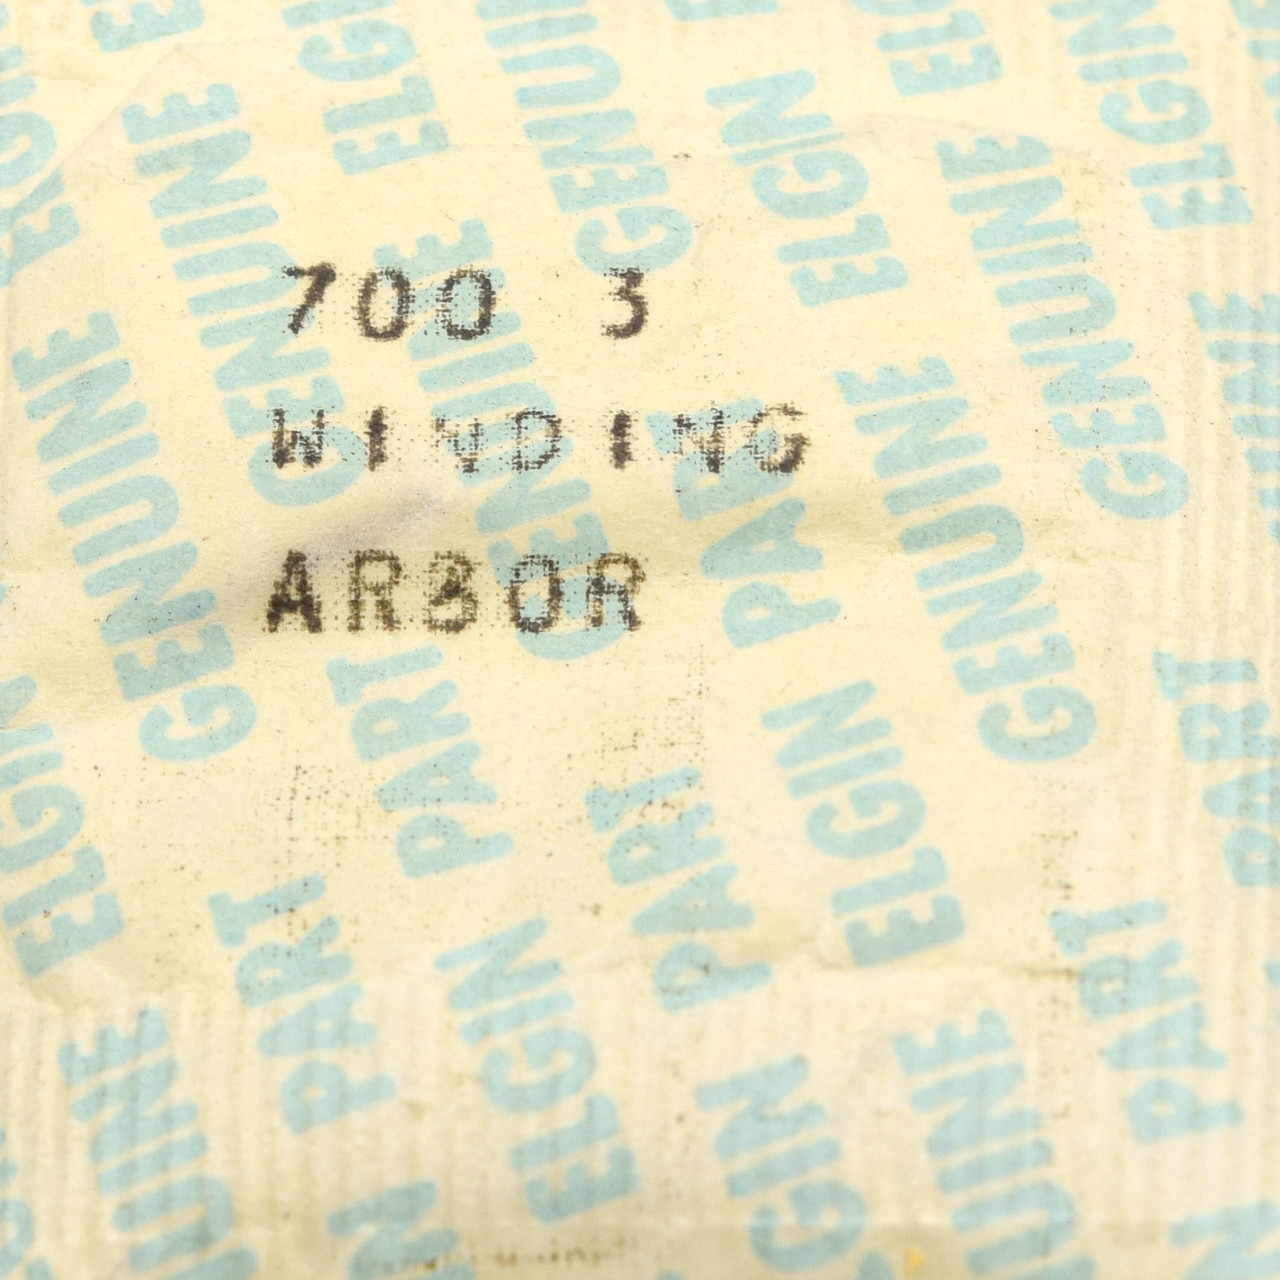 700 3
WINDING
ARBOR
GENUINE ELGIN PART